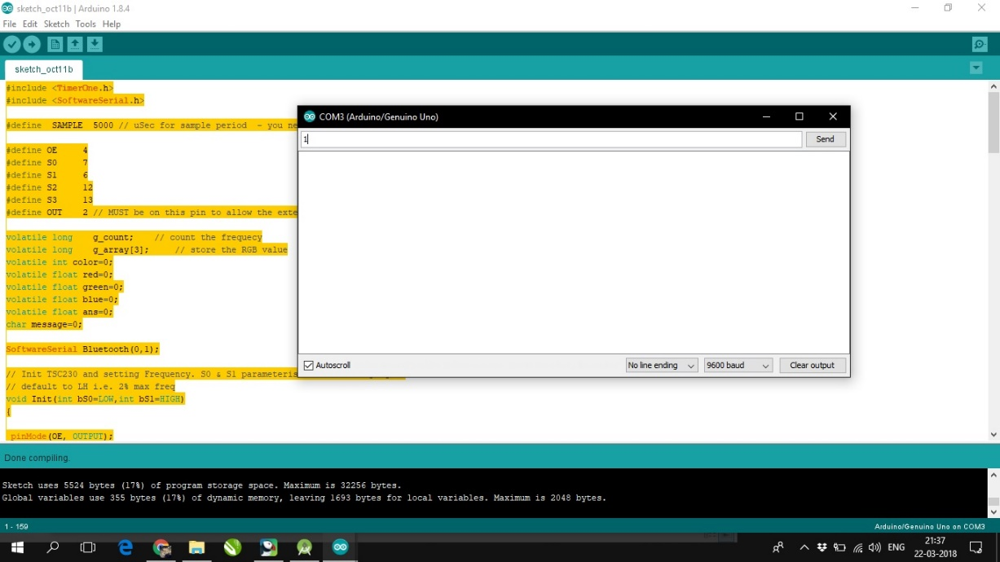 sketch_oct11b | Arduino 1.8.4
File Edit Sketch Tools Help
sketch_oct11b
#include <TimerOne.h>
#include <SoftwareSerial.h>
#define SAMPLE 5000 // uSec for sample period - you ne
#define OE 4
#define S0 7
#define S1 6
#define S2 12
#define S3 13
#define OUT 2 // MUST be on this pin to allow the exte
volatile long g_count; // count the frequecy
volatile long g_array[3]; // store the RGB value
volatile int color=0;
volatile float red=0;
volatile float green=0;
volatile float blue=0;
volatile float ans=0;
char message=0;
SoftwareSerial Bluetooth(0,1);
// Init TSC230 and setting Frequency. S0 & S1 parameteris
// default to LH i.e. 2% max freq
void Init(int bS0=LOW,int bS1=HIGH)
{
pinMode(OE, OUTPUT);
COM3 (Arduino/Genuino Uno)
1
Send
Autoscroll
No line ending
9600 baud
Clear output
Done compiling.
Sketch uses 5524 bytes (17%) of program storage space. Maximum is 32256 bytes.
Global variables use 355 bytes (17%) of dynamic memory, leaving 1693 bytes for local variables. Maximum is 2048 bytes.
1 - 159
Arduino/Genuino Uno on COM3
ENG
21:37
22-03-2018